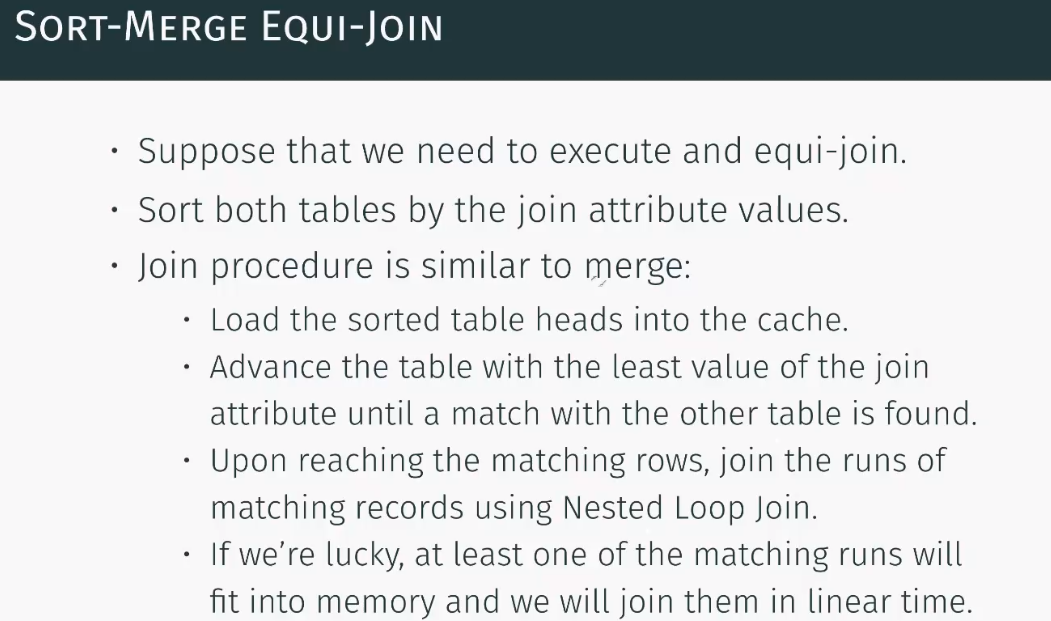 Sort-Merge Equi-Join
• Suppose that we need to execute and equi-join.
• Sort both tables by the join attribute values.
• Join procedure is similar to merge:
• Load the sorted table heads into the cache.
• Advance the table with the least value of the join
attribute until a match with the other table is found.
• Upon reaching the matching rows, join the runs of
matching records using Nested Loop Join.
• If we’re lucky, at least one of the matching runs will
fit into memory and we will join them in linear time.